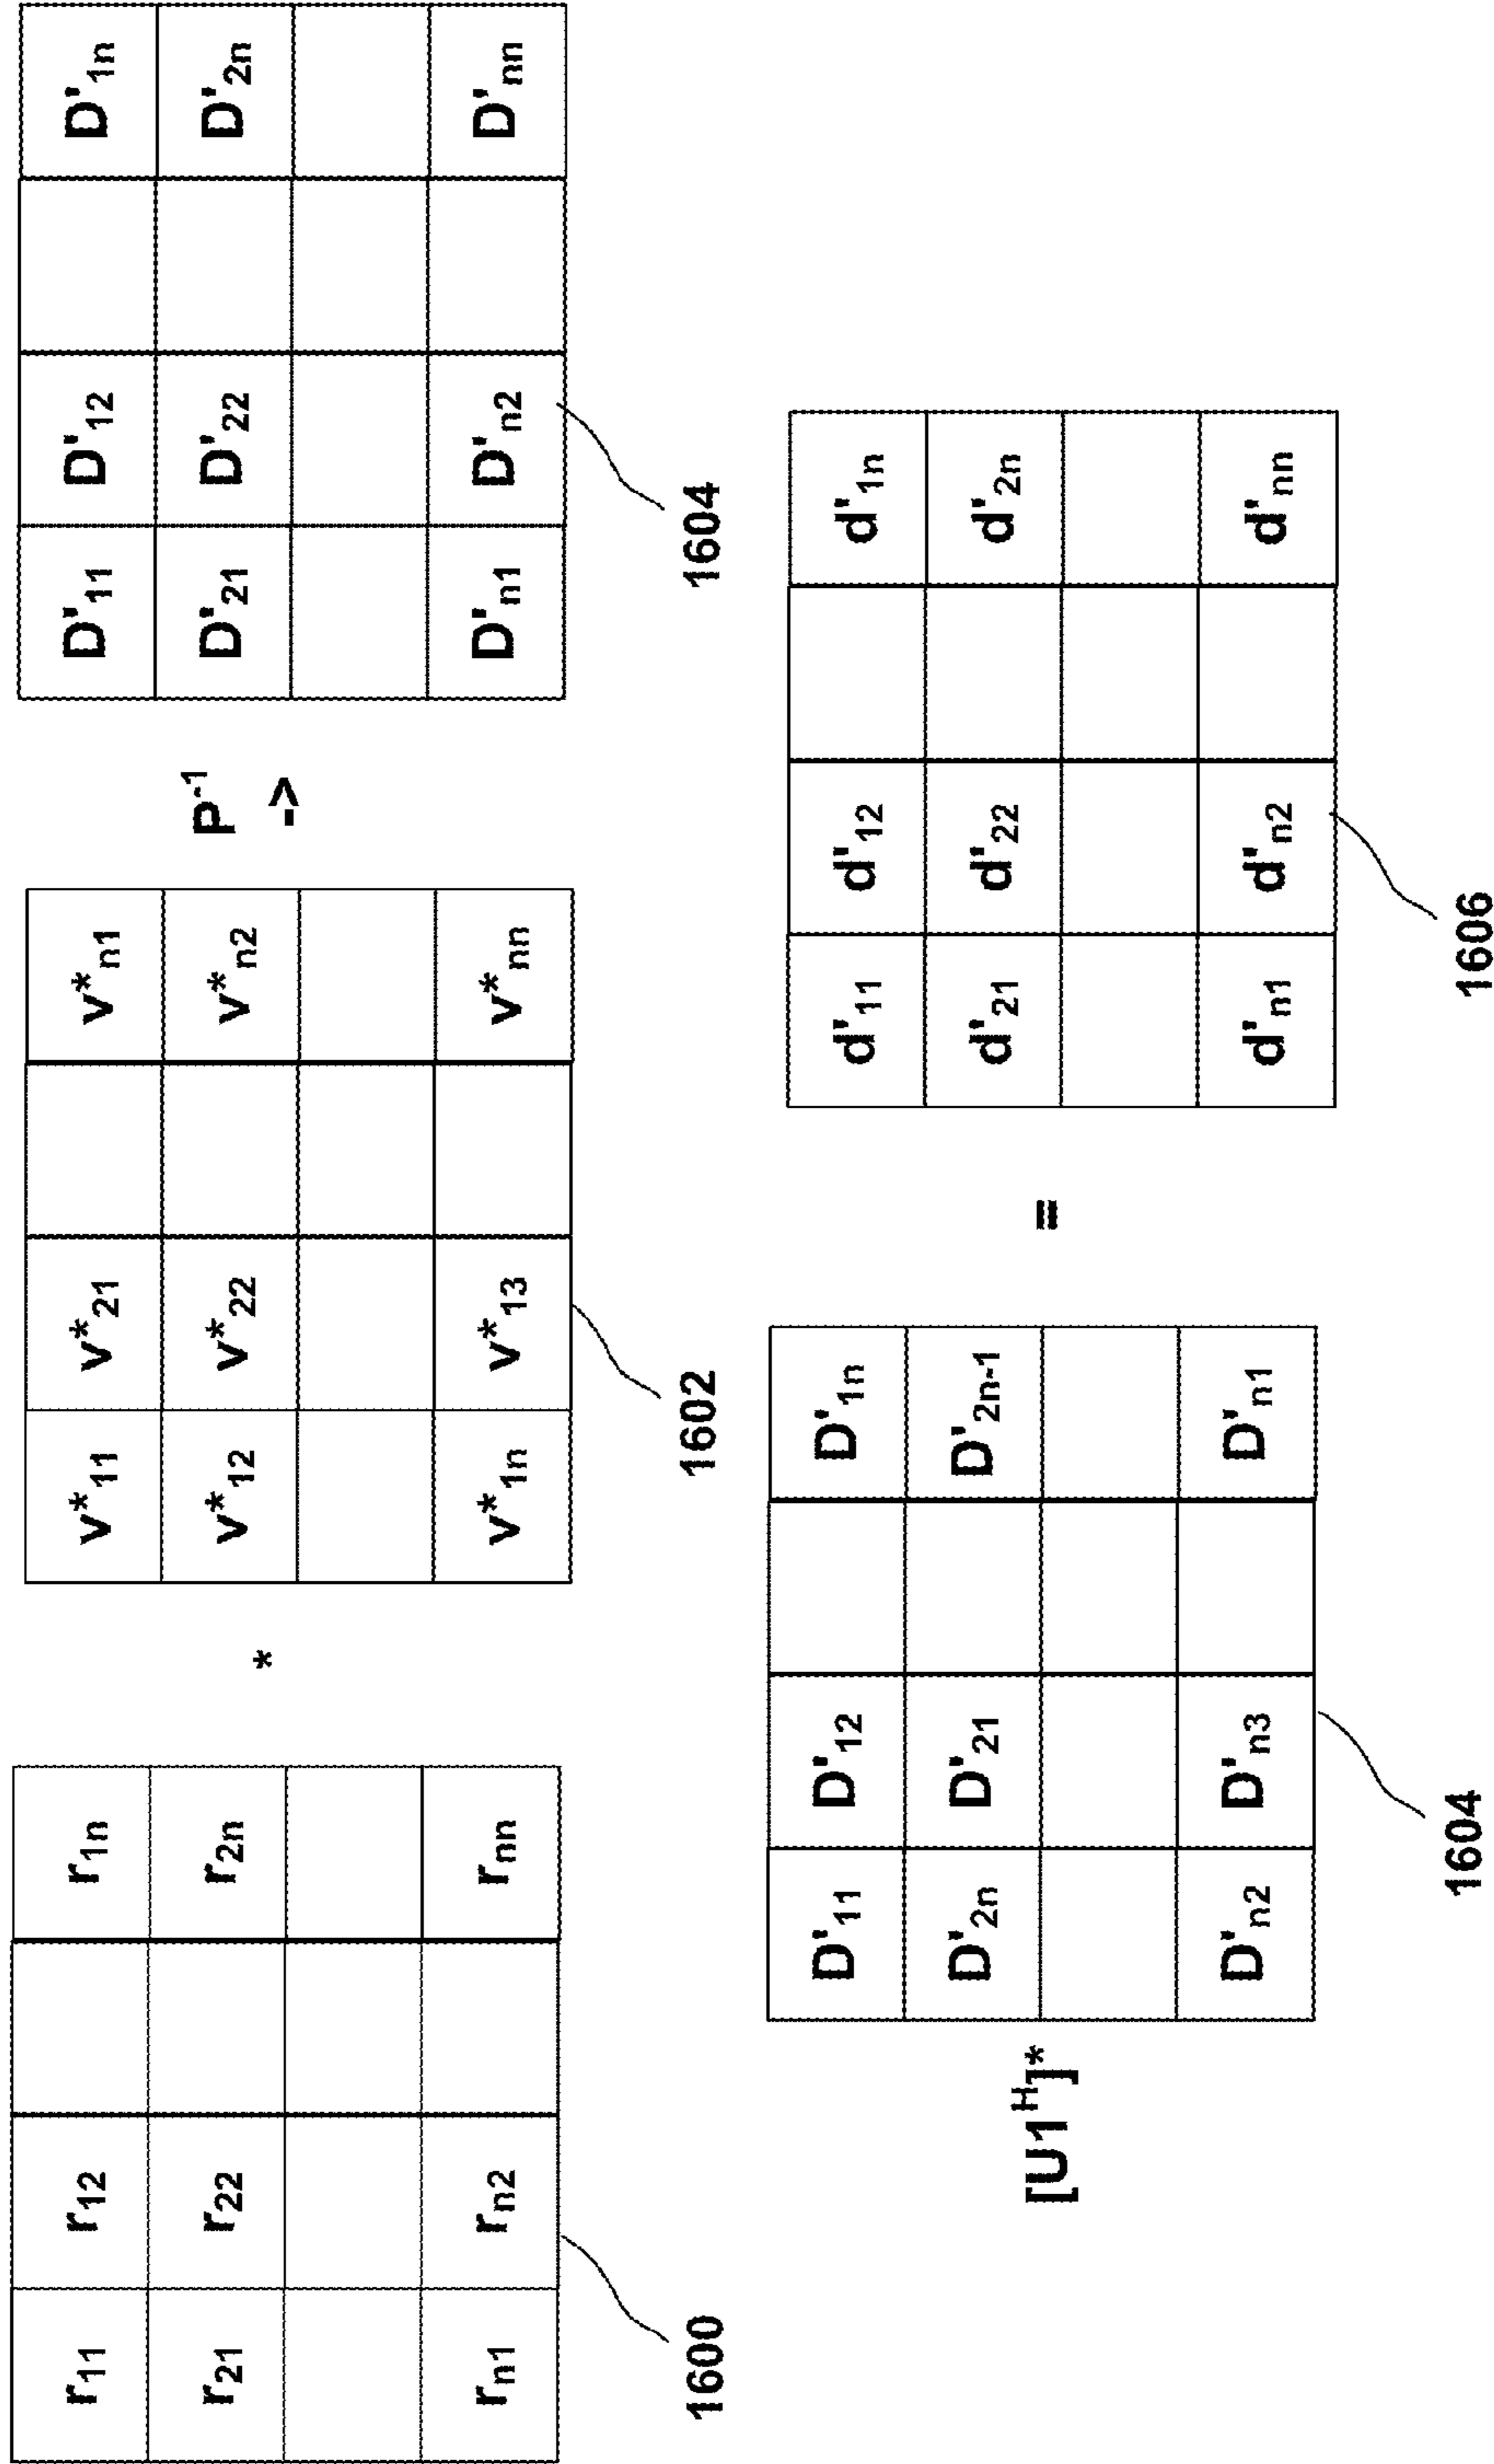 r11 r12 r1n
r21 r22 r2n
rn1 rn2 rnn
1600
*
v*11 v*21 v*n1
v*12 v*22 v*n2
v*1n v*13 v*nn
1602
P-1
->
D'11 D'12 D'1n
D'21 D'22 D'2n
D'n1 D'n2 D'nn
1604
[U1H]*
D'11 D'12 D'1n
D'2n D'21 D'2n-1
D'n2 D'n3 D'n1
1604
=
d'11 d'12 d'1n
d'21 d'22 d'2n
d'n1 d'n2 d'nn
1606